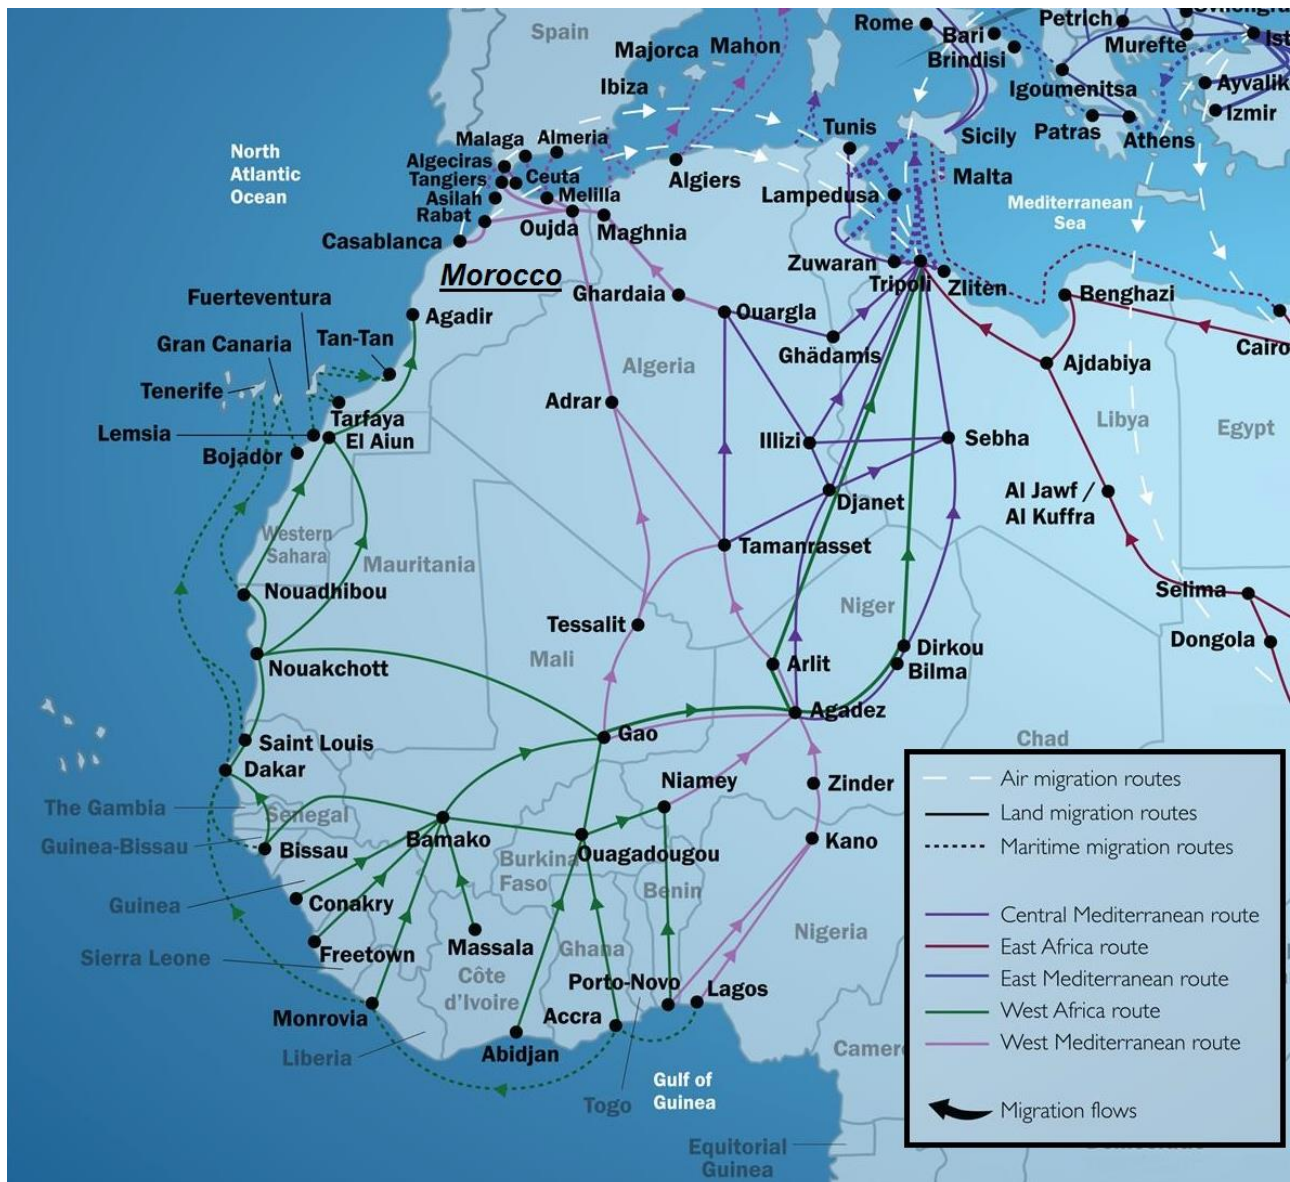 Spain
Majorca
Mahon
Ibiza
Rome
Bari
Brindisi
Petrich
Murefte
Igoumenitsa
Ayvalik
Izmir
Patras
Athens
Sicily
Tunis
Malta
Lampedusa
Mediterranean
Sea
North
Atlantic
Ocean
Malaga
Almeria
Algeciras
Tangiers
Ceuta
Asilah
Melilla
Rabat
Oujda
Algiers
Casablanca
Maghnia
Morocco
Zuwaran
Tripoli
Zliten
Benghazi
Ghardaia
Ouargla
Ghädamis
Cairo
Ajdabiya
Fuerteventura
Agadir
Gran Canaria
Tan-Tan
Tenerife
Tarfaya
Lemsia
El Aiun
Bojador
Algeria
Adrar
Libya
Egypt
Illizi
Sebha
Djanet
Al Jawf /
Al Kuffra
Western
Sahara
Mauritania
Tamanrasset
Nouadhibou
Tessalit
Niger
Selima
Dongola
Nouakchott
Mali
Arlit
Dirkou
Bilma
Saint Louis
Gao
Agadez
Chad
Dakar
Niamey
Zinder
The Gambia
Senegal
Guinea-Bissau
Bissau
Bamako
Burkina
Faso
Ouagadougou
Kano
Benin
Guinea
Conakry
Freetown
Massala
Ghana
Nigeria
Sierra Leone
Côte
d'Ivoire
Porto-Novo
Lagos
Monrovia
Accra
Liberia
Abidjan
Togo
Gulf of
Guinea
Equitorial
Guinea
Air migration routes
Land migration routes
Maritime migration routes
Central Mediterranean route
East Africa route
East Mediterranean route
West Africa route
West Mediterranean route
Migration flows